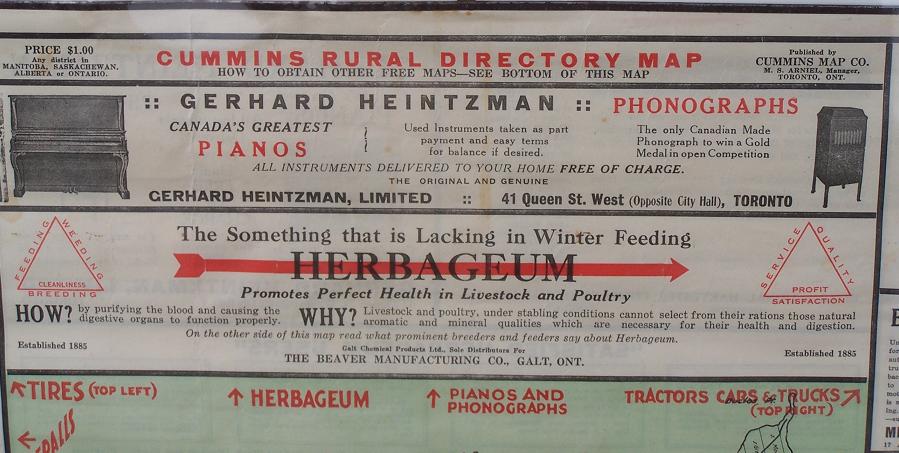 PRICE $1.00
Any district in
MANITOBA, SASKACHEWAN,
ALBERTA or ONTARIO.
CUMMINS RURAL DIRECTORY MAP
HOW TO OBTAIN OTHER FREE MAPS—SEE BOTTOM OF THIS MAP
Published by
CUMMINS MAP CO.
M. S. ARNIEL, Manager,
TORONTO, ONT.
:: GERHARD HEINTZMAN :: PHONOGRAPHS
CANADA'S GREATEST
PIANOS
Used Instruments taken as part
payment and easy terms
for balance if desired.
The only Canadian Made
Phonograph to win a Gold
Medal in open Competition
ALL INSTRUMENTS DELIVERED TO YOUR HOME FREE OF CHARGE.
THE ORIGINAL AND GENUINE
GERHARD HEINTZMAN, LIMITED :: 41 Queen St. West (Opposite City Hall), TORONTO
FEEDING
WEEDING
CLEANLINESS
BREEDING
The Something that is Lacking in Winter Feeding
HERBAGEUM
Promotes Perfect Health in Livestock and Poultry
SERVICE
QUALITY
PROFIT
SATISFACTION
HOW? by purifying the blood and causing the
digestive organs to function properly.
WHY? Livestock and poultry, under stabling conditions cannot select from their rations those natural
aromatic and mineral qualities which are necessary for their health and digestion.
On the other side of this map read what prominent breeders and feeders say about Herbageum.
Established 1885
Galt Chemical Products Ltd., Sole Distributors For
THE BEAVER MANUFACTURING CO., GALT, ONT.
Established 1885
TIRES (TOP LEFT)
HERBAGEUM
PIANOS AND
PHONOGRAPHS
TRACTORS CARS & TRUCKS
(TOP RIGHT)